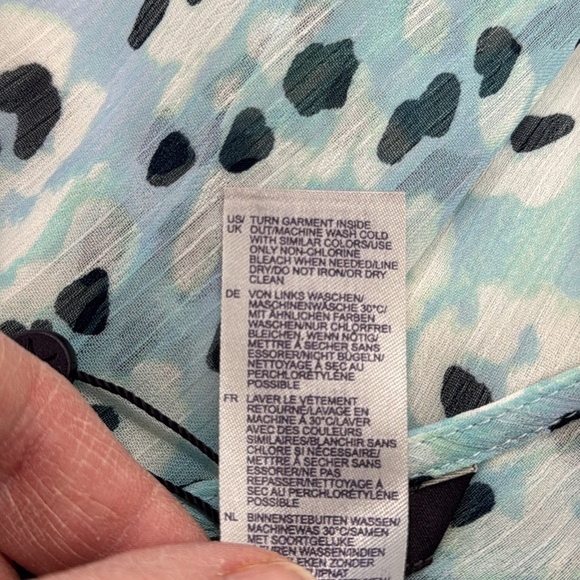 US/ TURN GARMENT INSIDE
UK OUT/MACHINE WASH COLD
WITH SIMILAR COLORS/USE
ONLY NON-CHLORINE
BLEACH WHEN NEEDED/LINE
DRY/DO NOT IRON/OR DRY
CLEAN
DE VON LINKS WASCHEN/
MASCHINENWÄSCHE 30°C/
MIT ÄHNLICHEN FARBEN
WASCHEN/NUR CHLORFREI
BLEICHEN, WENN NÖTIG/
METTRE À SECHER SANS
ESSORER/NICHT BÜGELN/
NETTOYAGE À SEC AU
PERCHLORÉTYLÈNE
POSSIBLE
FR LAVER LE VÊTEMENT
RETOURNÉ/LAVAGE EN
MACHINE À 30°C/LAVER
AVEC DES COULEURS
SIMILAIRES/BLANCHIR SANS
CHLORE SI NÉCESSAIRE/
METTRE À SECHER SANS
ESSORER/NE PAS
REPASSER/NETTOYAGE À
SEC AU PERCHLORÉTYLÈNE
POSSIBLE
NL BINNENSTEBUITEN WASSEN/
MACHINEWAS 30°C/SAMEN
MET SOORTGELIJKE
WASSEN/INDIEN
ZONDER